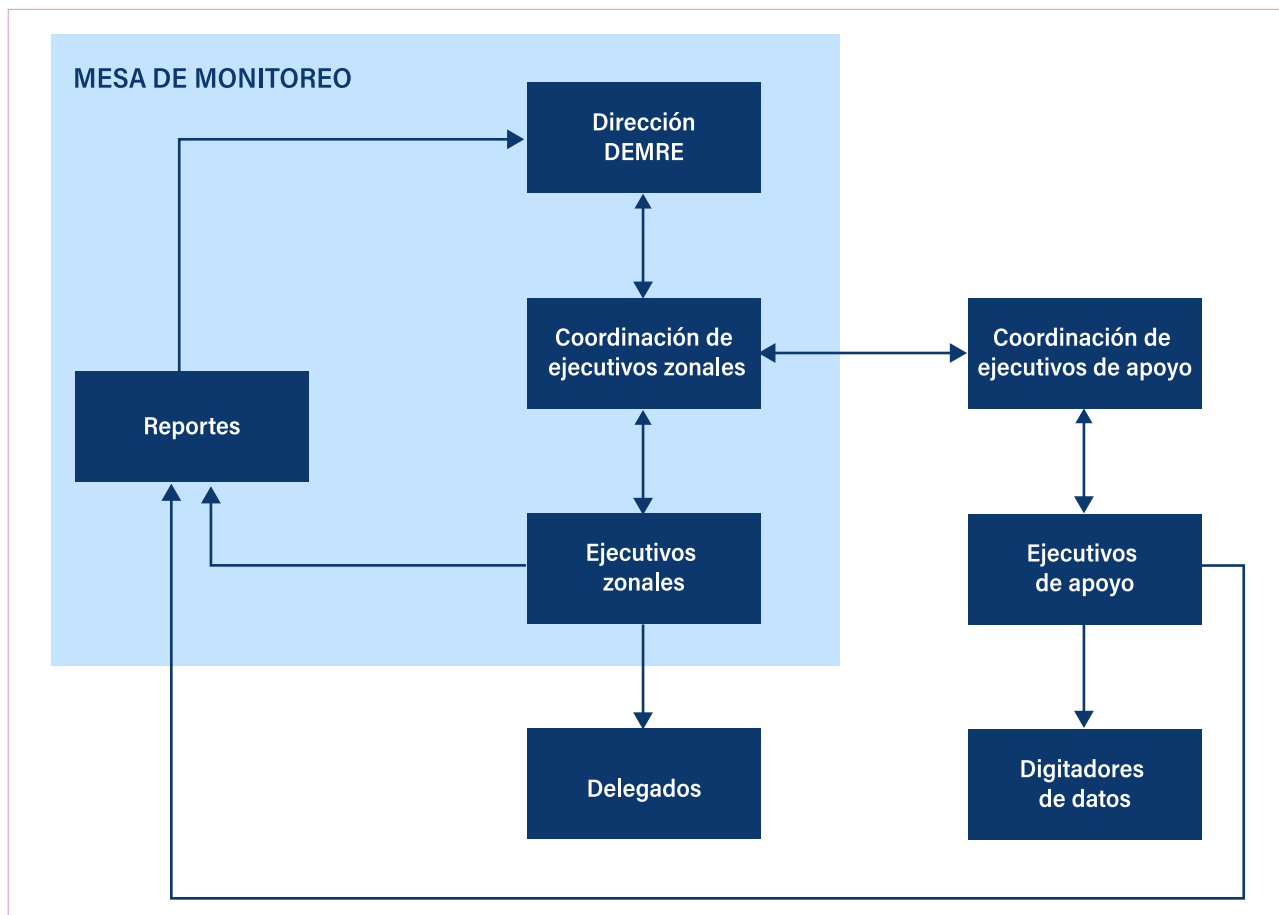 MESA DE MONITOREO
Dirección
DEMRE
Coordinación de
ejecutivos zonales
Coordinación de
ejecutivos de apoyo
Reportes
Ejecutivos
zonales
Ejecutivos
de apoyo
Delegados
Digitadores
de datos